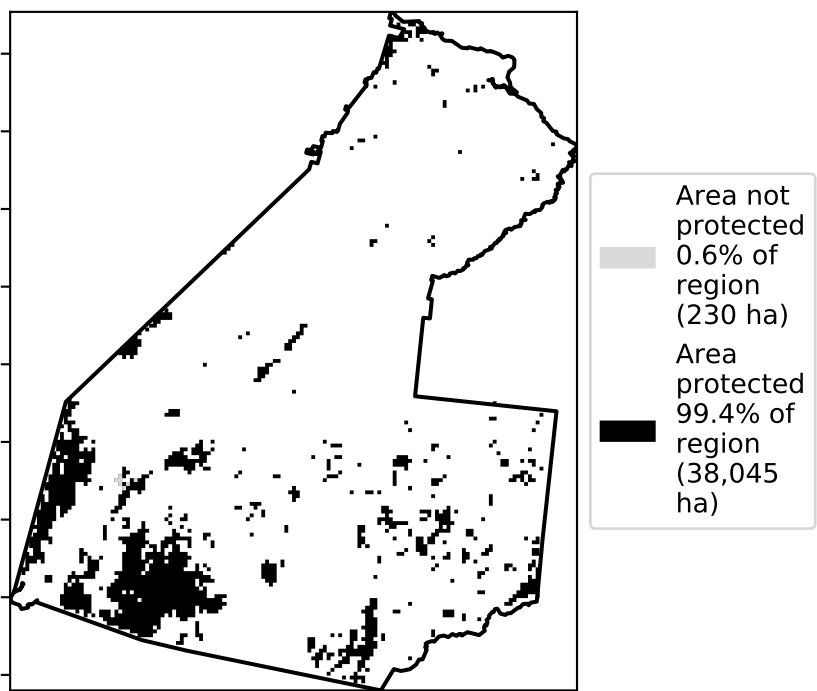 Area not
protected
0.6% of
region
(230 ha)
Area
protected
99.4% of
region
(38,045
ha)